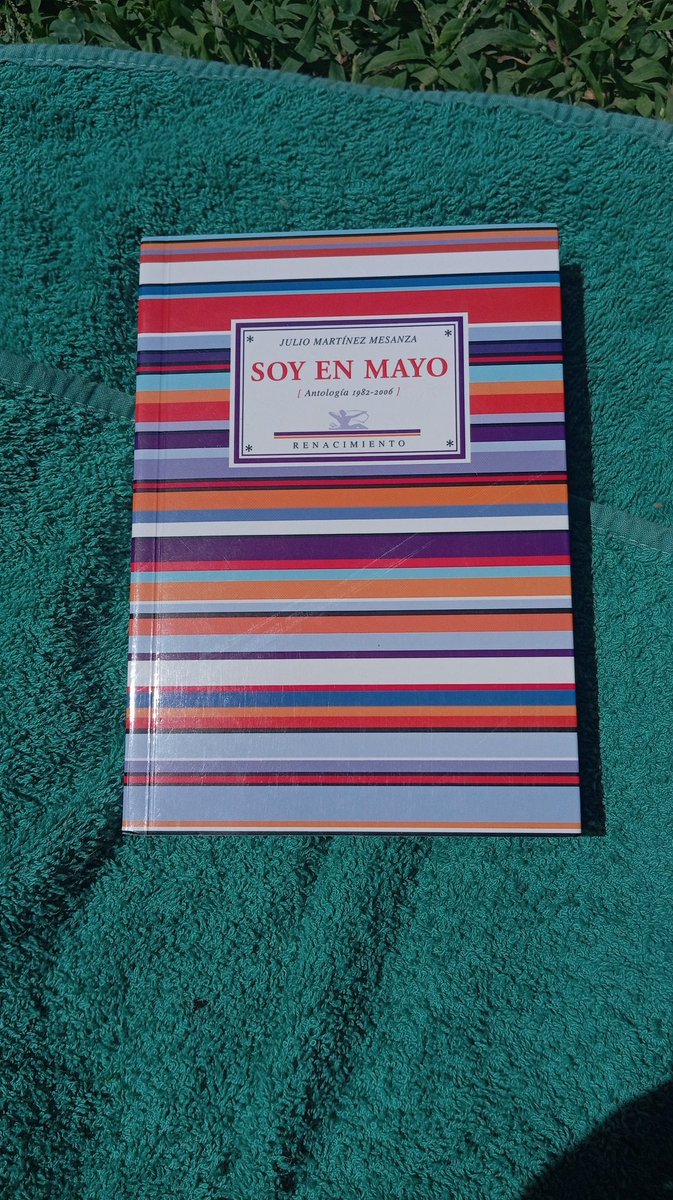 JULIO MARTÍNEZ MESANZA
SOY EN MAYO
[ Antología 1982-2006 ]
RENACIMIENTO